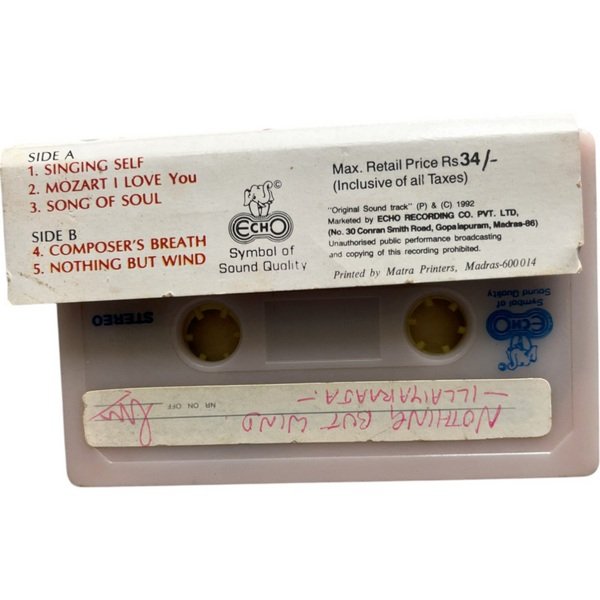 SIDE A
1. SINGING SELF
2. MOZART I LOVE You
3. SONG OF SOUL
SIDE B
4. COMPOSER'S BREATH
5. NOTHING BUT WIND
©
ECHO
Symbol of
Sound Quality
Max. Retail Price Rs 34/-
(Inclusive of all Taxes)
"Original Sound track" (P) & (C) 1992
Marketed by ECHO RECORDING CO. PVT. LTD,
(No. 30 Conran Smith Road, Gopalapuram, Madras-86)
Unauthorised public performance broadcasting
and copying of this recording prohibited.
Printed by Matra Printers, Madras-600 014
STEREO
ECHO
Symbol of
Sound Quality
NOTHING BUT WIND
- ILLAIYARAAJA -
NR ON OFF